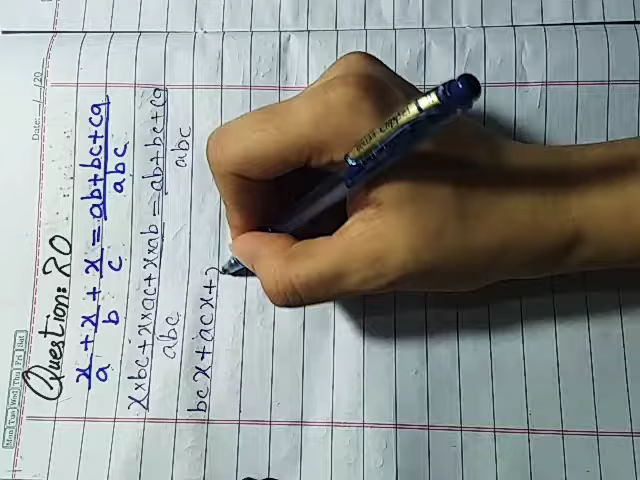 Mon Tue Wed Thu Fri Sat
Date: / /20
Question: 20
x/a + x/b + x/c = ab+bc+ca/abc
x×bc+x×ac+x×ab/abc = ab+bc+ca/abc
bcx+acx+